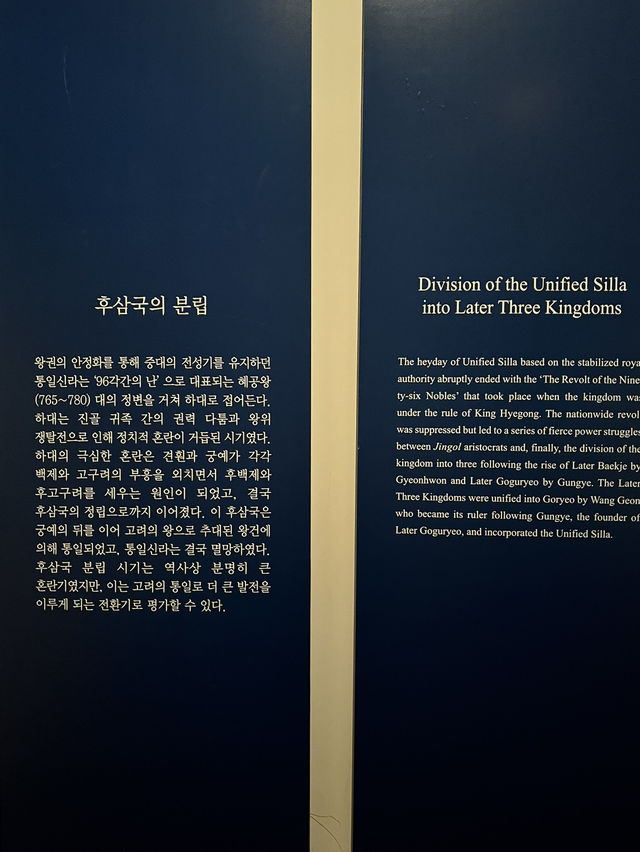 후삼국의 분립
왕권의 안정화를 통해 중대의 전성기를 유지하던
통일신라는 ‘96각간의 난’ 으로 대표되는 혜공왕
(765~780) 대의 정변을 거쳐 하대로 접어든다.
하대는 진골 귀족 간의 권력 다툼과 왕위
쟁탈전으로 인해 정치적 혼란이 거듭된 시기였다.
하대의 극심한 혼란은 견훤과 궁예가 각각
백제와 고구려의 부흥을 외치면서 후백제와
후고구려를 세우는 원인이 되었고, 결국
후삼국의 정립으로까지 이어졌다. 이 후삼국은
궁예의 뒤를 이어 고려의 왕으로 추대된 왕건에
의해 통일되었고, 통일신라는 결국 멸망하였다.
후삼국 분립 시기는 역사상 분명히 큰
혼란기였지만, 이는 고려의 통일로 더 큰 발전을
이루게 되는 전환기로 평가할 수 있다.
Division of the Unified Silla
into Later Three Kingdoms
The heyday of Unified Silla based on the stabilized roya
authority abruptly ended with the ‘The Revolt of the Nine
ty-six Nobles’ that took place when the kingdom was
under the rule of King Hyegong. The nationwide revol
was suppressed but led to a series of fierce power struggles
between Jingol aristocrats and, finally, the division of the
kingdom into three following the rise of Later Baekje by
Gyeonhwon and Later Goguryeo by Gungye. The Later
Three Kingdoms were unified into Goryeo by Wang Geon
who became its ruler following Gungye, the founder of
Later Goguryeo, and incorporated the Unified Silla.